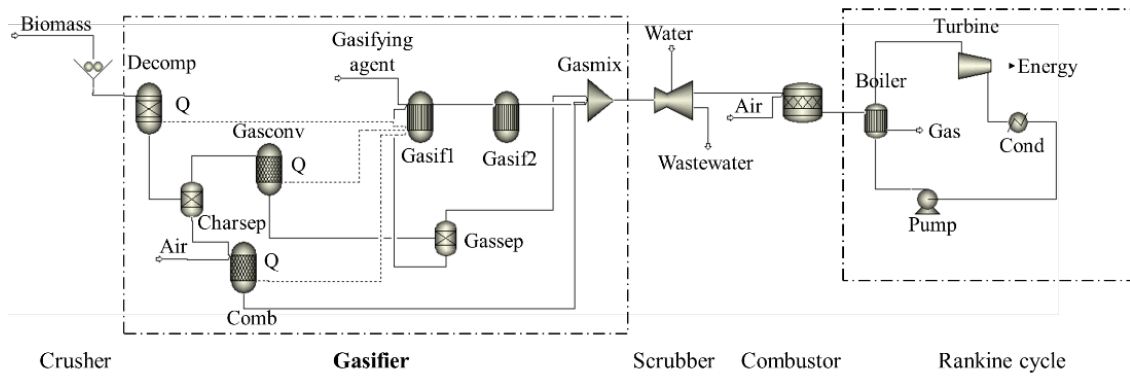 Biomass
Decomp
Q
Gasifying
agent
Gasmix
Water
Turbine
Energy
Boiler
Air
Gasconv
Q
Gasif1
Gasif2
Wastewater
Gas
Cond
Charsep
Gassep
Pump
Air
Q
Comb
Crusher
Gasifier
Scrubber
Combustor
Rankine cycle